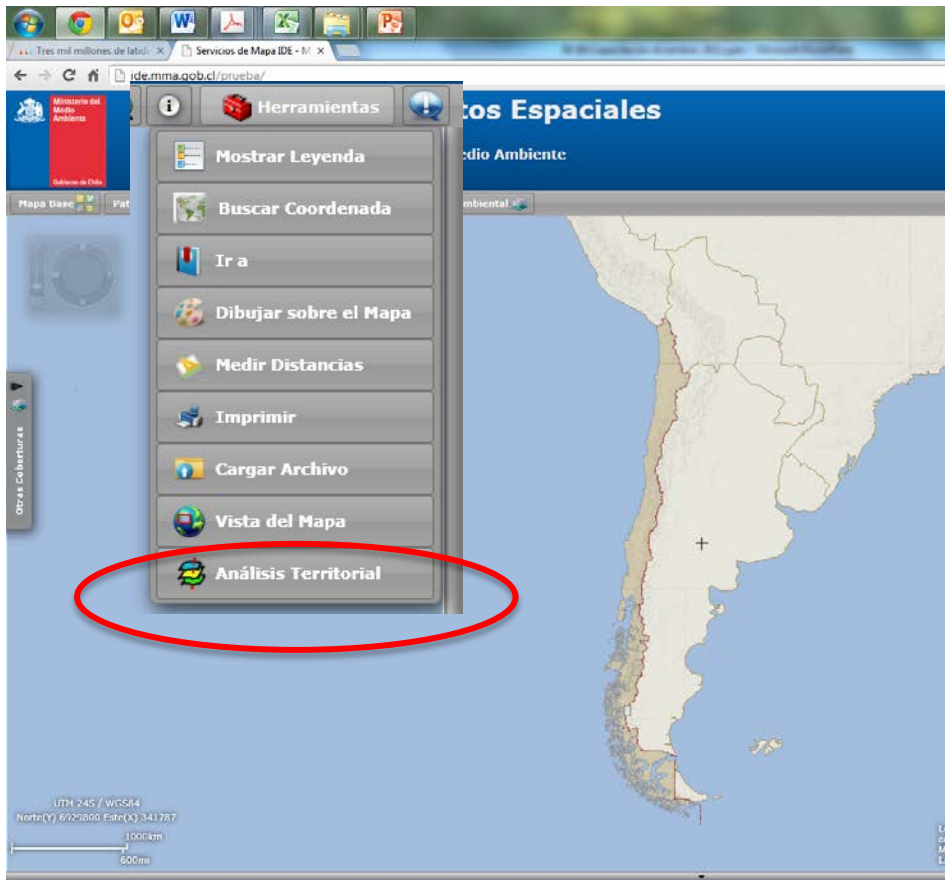 Tres mil millones de latido
Servicios de Mapa IDE - M
ide.mma.gob.cl/prueba/
Ministerio del
Medio
Ambiente
Gobierno de Chile
Herramientas
tos Espaciales
edio Ambiente
Mapa Base
Pat
mbiental
Mostrar Leyenda
Buscar Coordenada
Ir a
Dibujar sobre el Mapa
Medir Distancias
Imprimir
Cargar Archivo
Vista del Mapa
Análisis Territorial
Otras Coberturas
UTM 24S / WGS84
Norte(Y) 6929800 Este(X) 341787
1000km
600mi